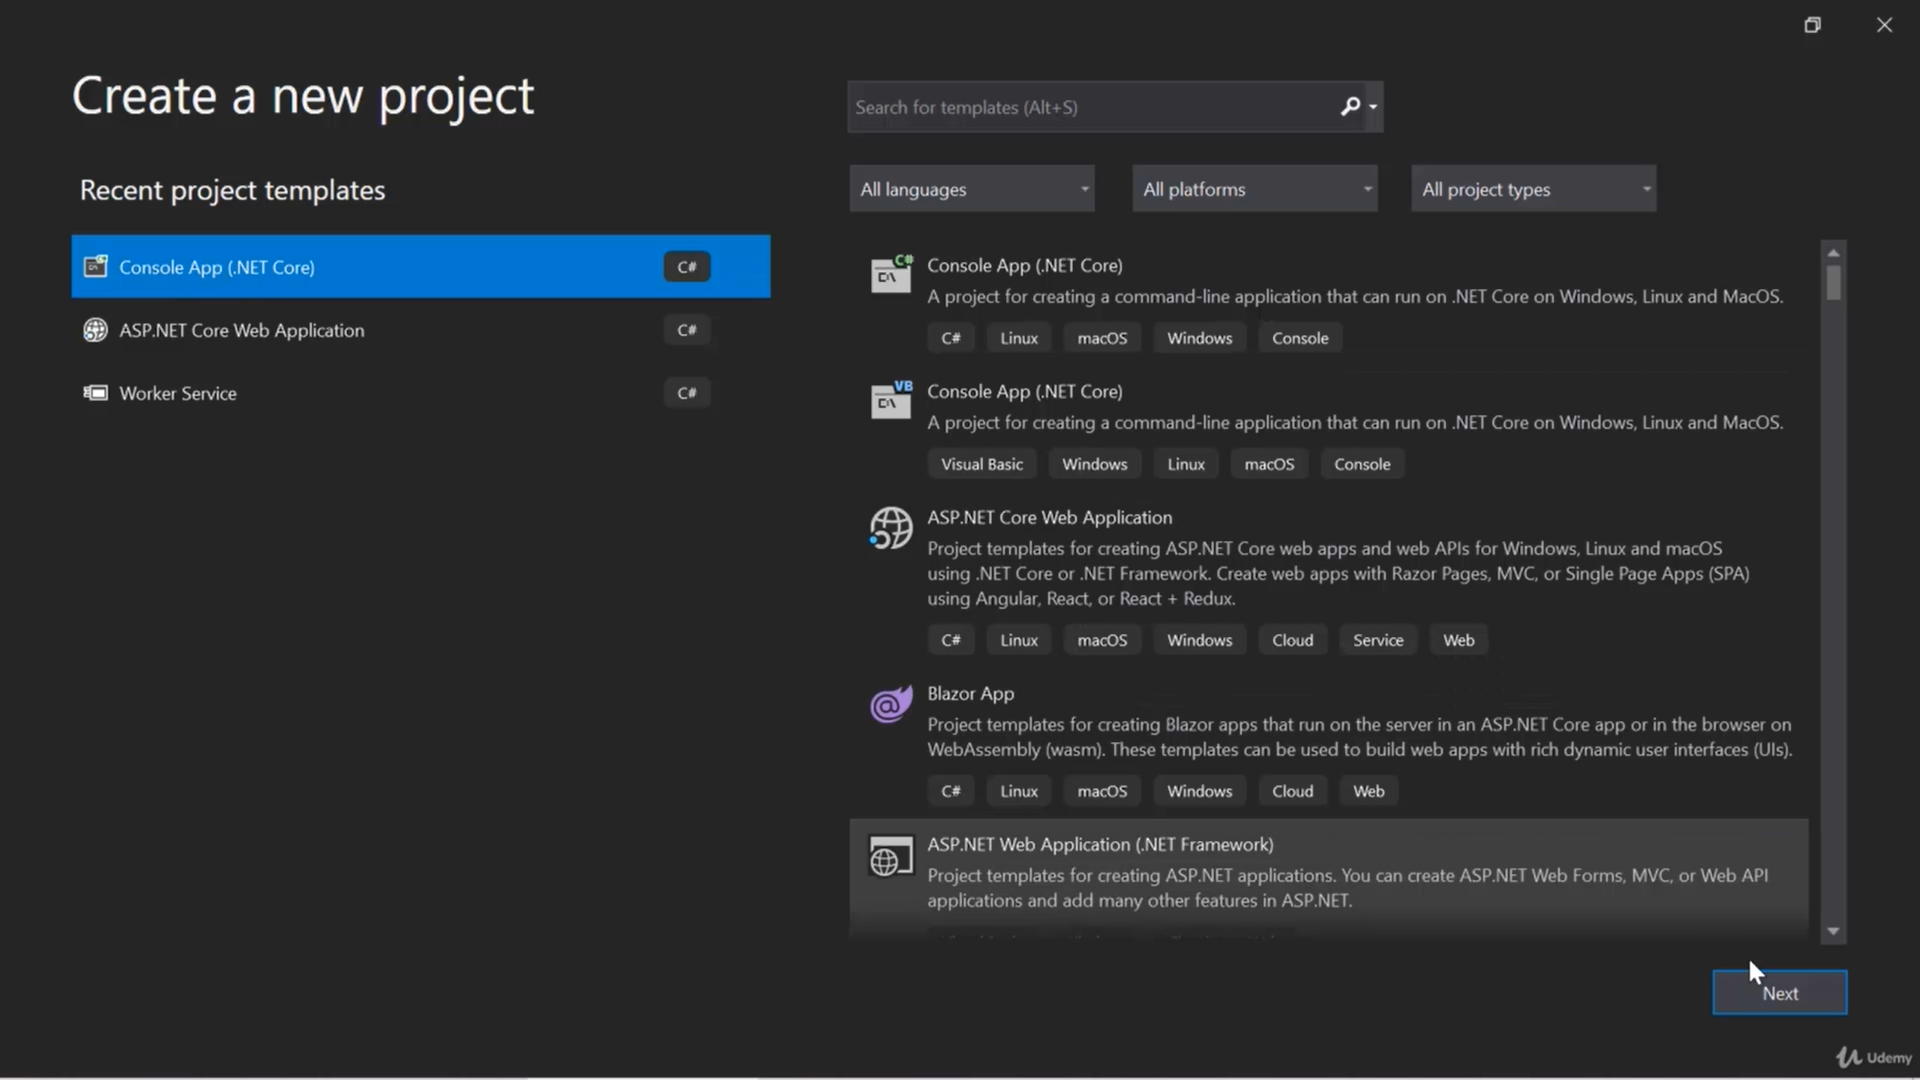 Create a new project
Search for templates (Alt+S)
Recent project templates
All languages
All platforms
All project types
Console App (.NET Core)
C#
ASP.NET Core Web Application
C#
Worker Service
C#
C#
C:\
Console App (.NET Core)
A project for creating a command-line application that can run on .NET Core on Windows, Linux and MacOS.
C# Linux macOS Windows Console
VB
C:\
Console App (.NET Core)
A project for creating a command-line application that can run on .NET Core on Windows, Linux and MacOS.
Visual Basic Windows Linux macOS Console
ASP.NET Core Web Application
Project templates for creating ASP.NET Core web apps and web APIs for Windows, Linux and macOS
using .NET Core or .NET Framework. Create web apps with Razor Pages, MVC, or Single Page Apps (SPA)
using Angular, React, or React + Redux.
C# Linux macOS Windows Cloud Service Web
Blazor App
Project templates for creating Blazor apps that run on the server in an ASP.NET Core app or in the browser on
WebAssembly (wasm). These templates can be used to build web apps with rich dynamic user interfaces (UIs).
C# Linux macOS Windows Cloud Web
ASP.NET Web Application (.NET Framework)
Project templates for creating ASP.NET applications. You can create ASP.NET Web Forms, MVC, or Web API
applications and add many other features in ASP.NET.
Next
Udemy